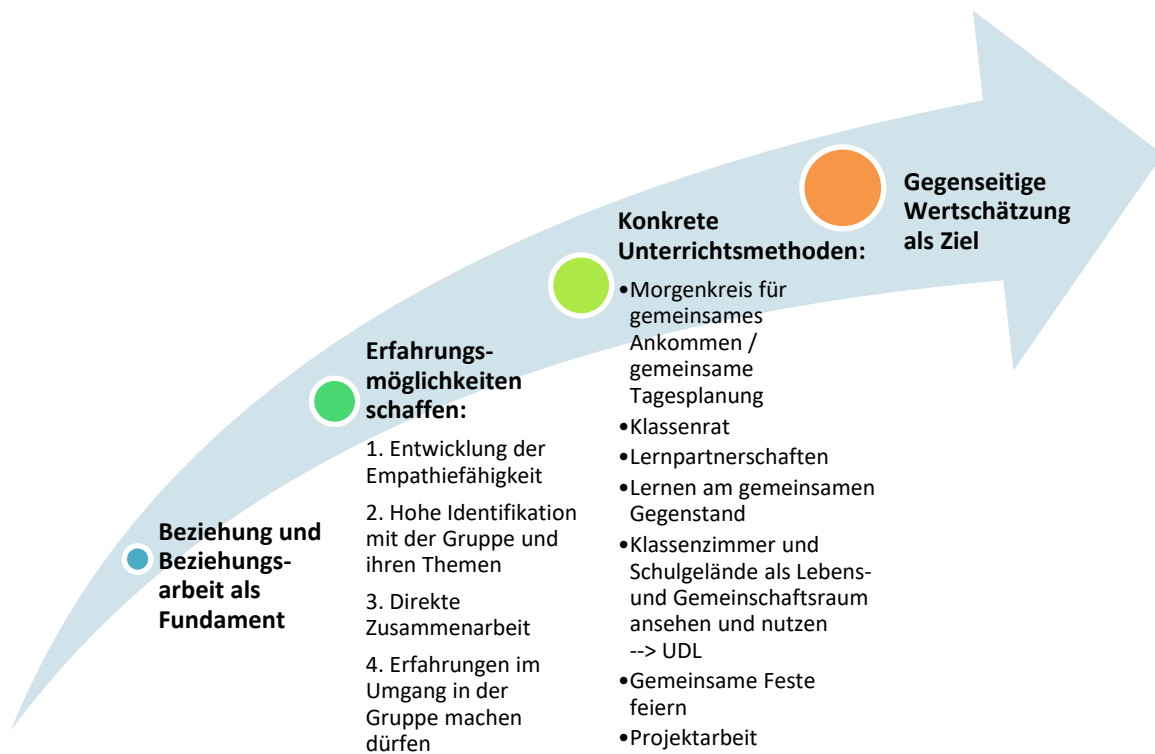 Beziehung und
Beziehungs-
arbeit als
Fundament
Erfahrungs-
möglichkeiten
schaffen:
1. Entwicklung der
Empathiefähigkeit
2. Hohe Identifikation
mit der Gruppe und
ihren Themen
3. Direkte
Zusammenarbeit
4. Erfahrungen im
Umgang in der
Gruppe machen
dürfen
Konkrete
Unterrichtsmethoden:
•Morgenkreis für
gemeinsames
Ankommen /
gemeinsame
Tagesplanung
•Klassenrat
•Lernpartnerschaften
•Lernen am gemeinsamen
Gegenstand
•Klassenzimmer und
Schulgelände als Lebens-
und Gemeinschaftsraum
ansehen und nutzen
--> UDL
•Gemeinsame Feste
feiern
•Projektarbeit
Gegenseitige
Wertschätzung
als Ziel